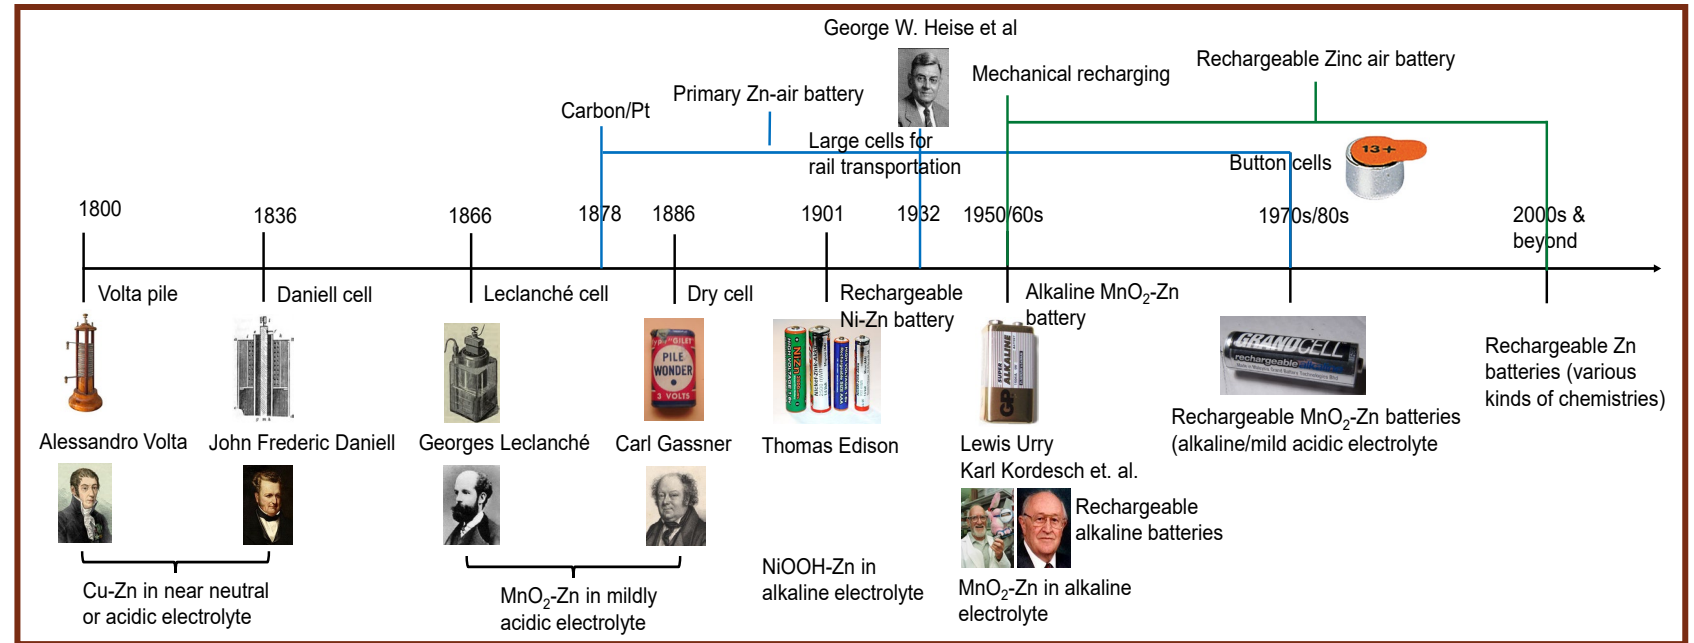 George W. Heise et al
Rechargeable Zinc air battery
Mechanical recharging
Primary Zn-air battery
Carbon/Pt
Large cells for
rail transportation
Button cells
13+
1800
1836
1866
1878
1886
1901
1932
1950/60s
1970s/80s
2000s &
beyond
Volta pile
Daniell cell
Leclanché cell
Dry cell
Rechargeable
Ni-Zn battery
Alkaline MnO₂-Zn
battery
PILE
WONDER
3 VOLTS
NiZn
SUPER
ALKALINE
GP
GRANDCELL
rechargeable
Rechargeable Zn
batteries (various
kinds of chemistries)
Rechargeable MnO₂-Zn batteries
(alkaline/mild acidic electrolyte
Alessandro Volta
John Frederic Daniell
Georges Leclanché
Carl Gassner
Thomas Edison
Lewis Urry
Karl Kordesch et. al.
Rechargeable
alkaline batteries
Cu-Zn in near neutral
or acidic electrolyte
MnO₂-Zn in mildly
acidic electrolyte
NiOOH-Zn in
alkaline electrolyte
MnO₂-Zn in alkaline
electrolyte